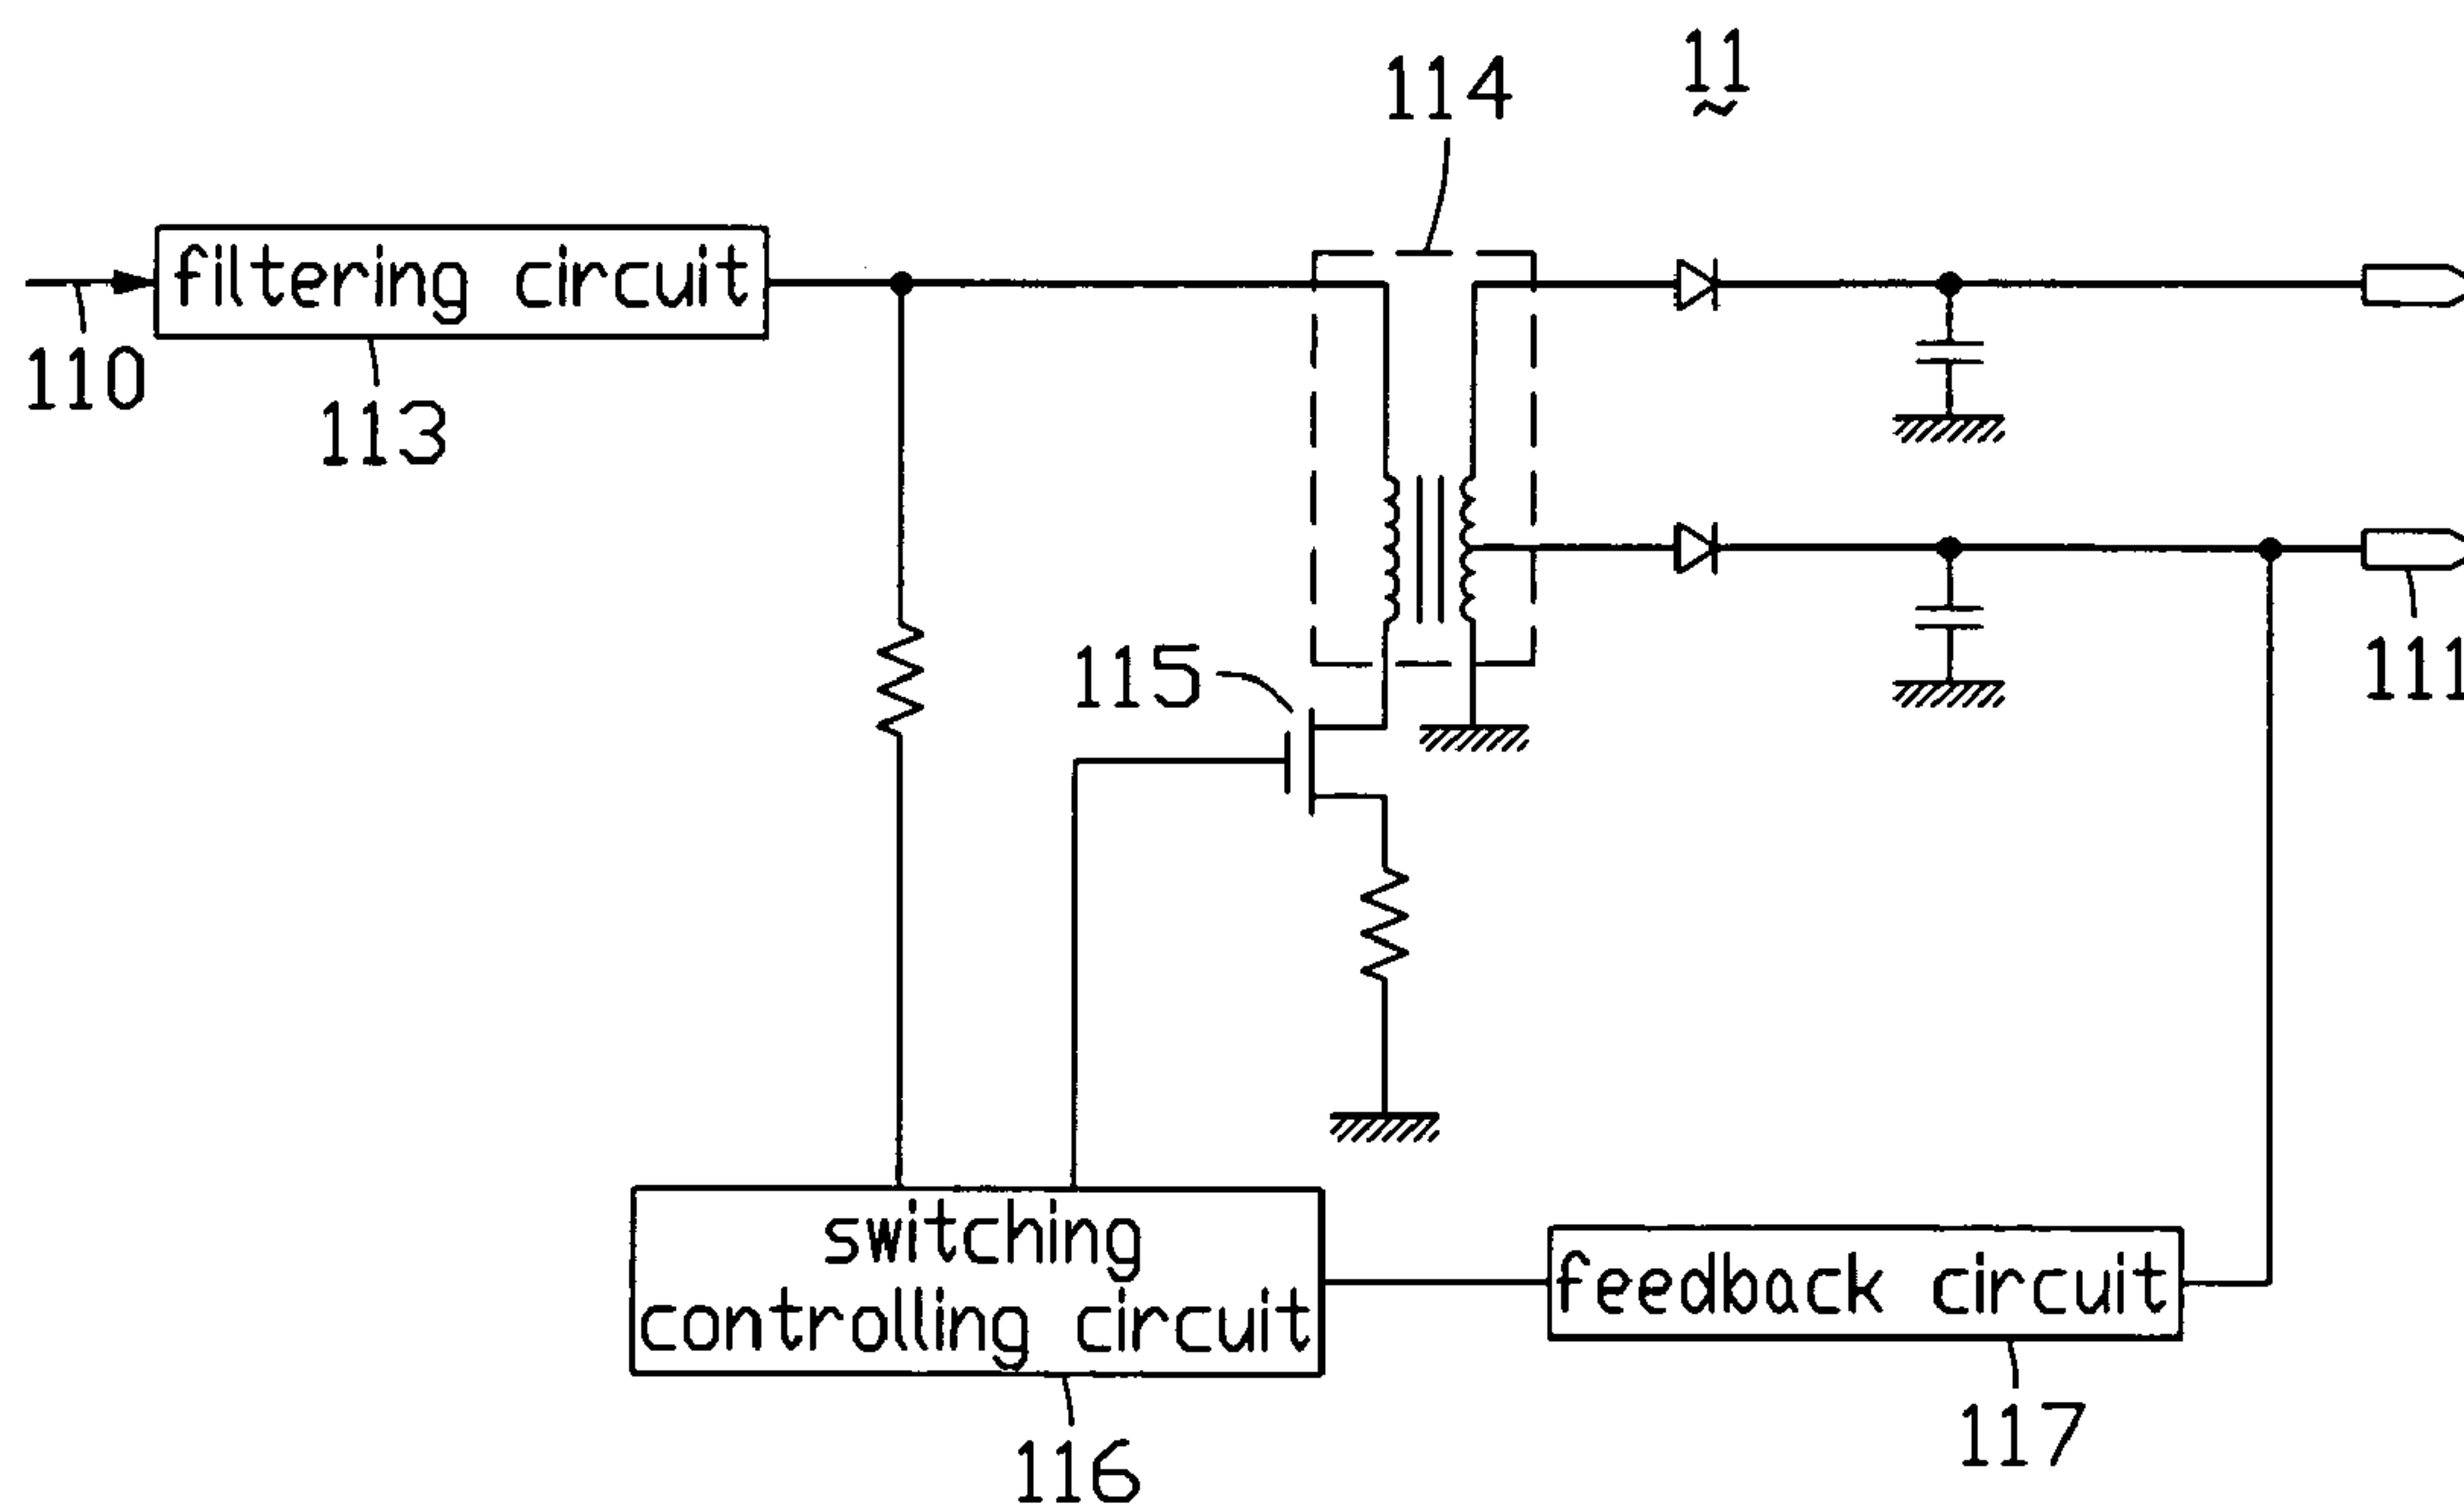 11
114
filtering circuit
110
113
115
111
switching
controlling circuit
feedback circuit
116
117